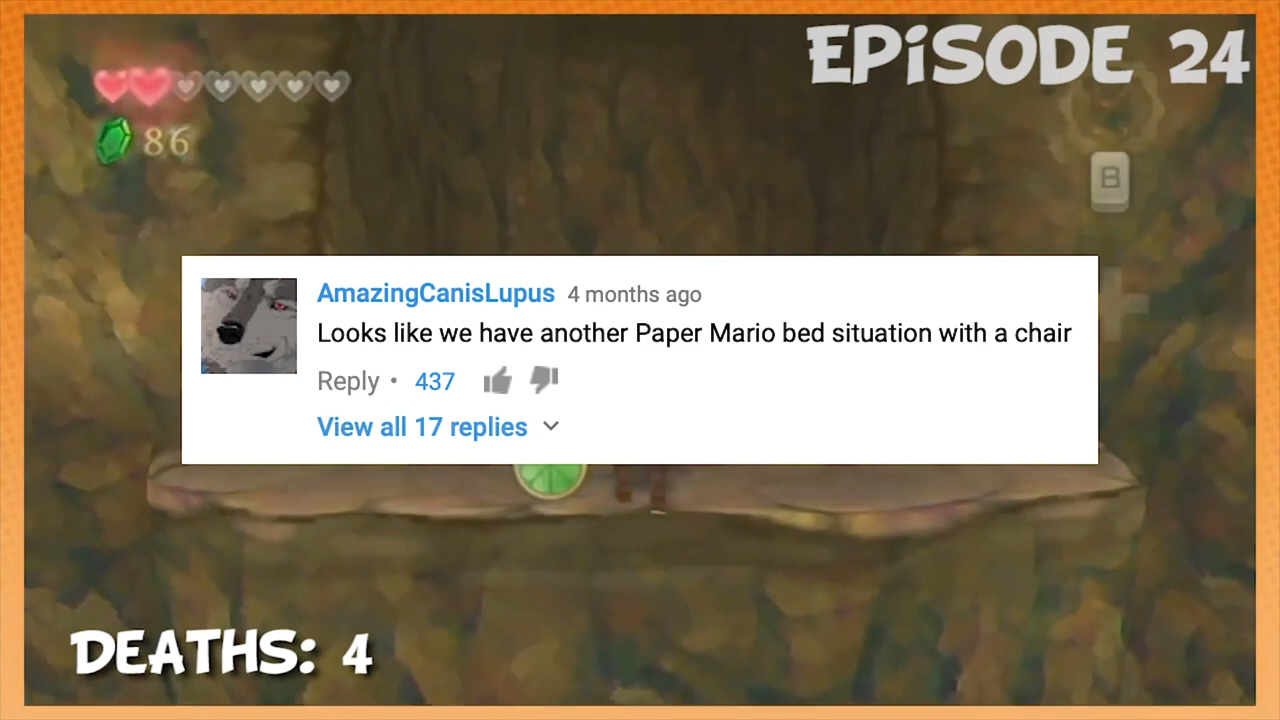 EPiSODE 24
86
B
AmazingCanisLupus 4 months ago
Looks like we have another Paper Mario bed situation with a chair
Reply • 437
View all 17 replies
DEATHS: 4